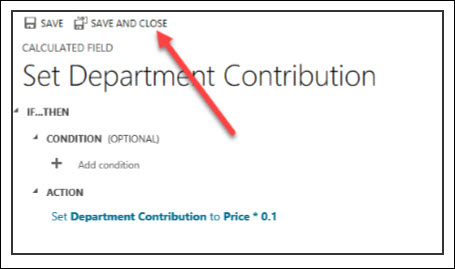 SAVE SAVE AND CLOSE
CALCULATED FIELD
Set Department Contribution
IF...THEN
CONDITION (OPTIONAL)
Add condition
ACTION
Set Department Contribution to Price * 0.1